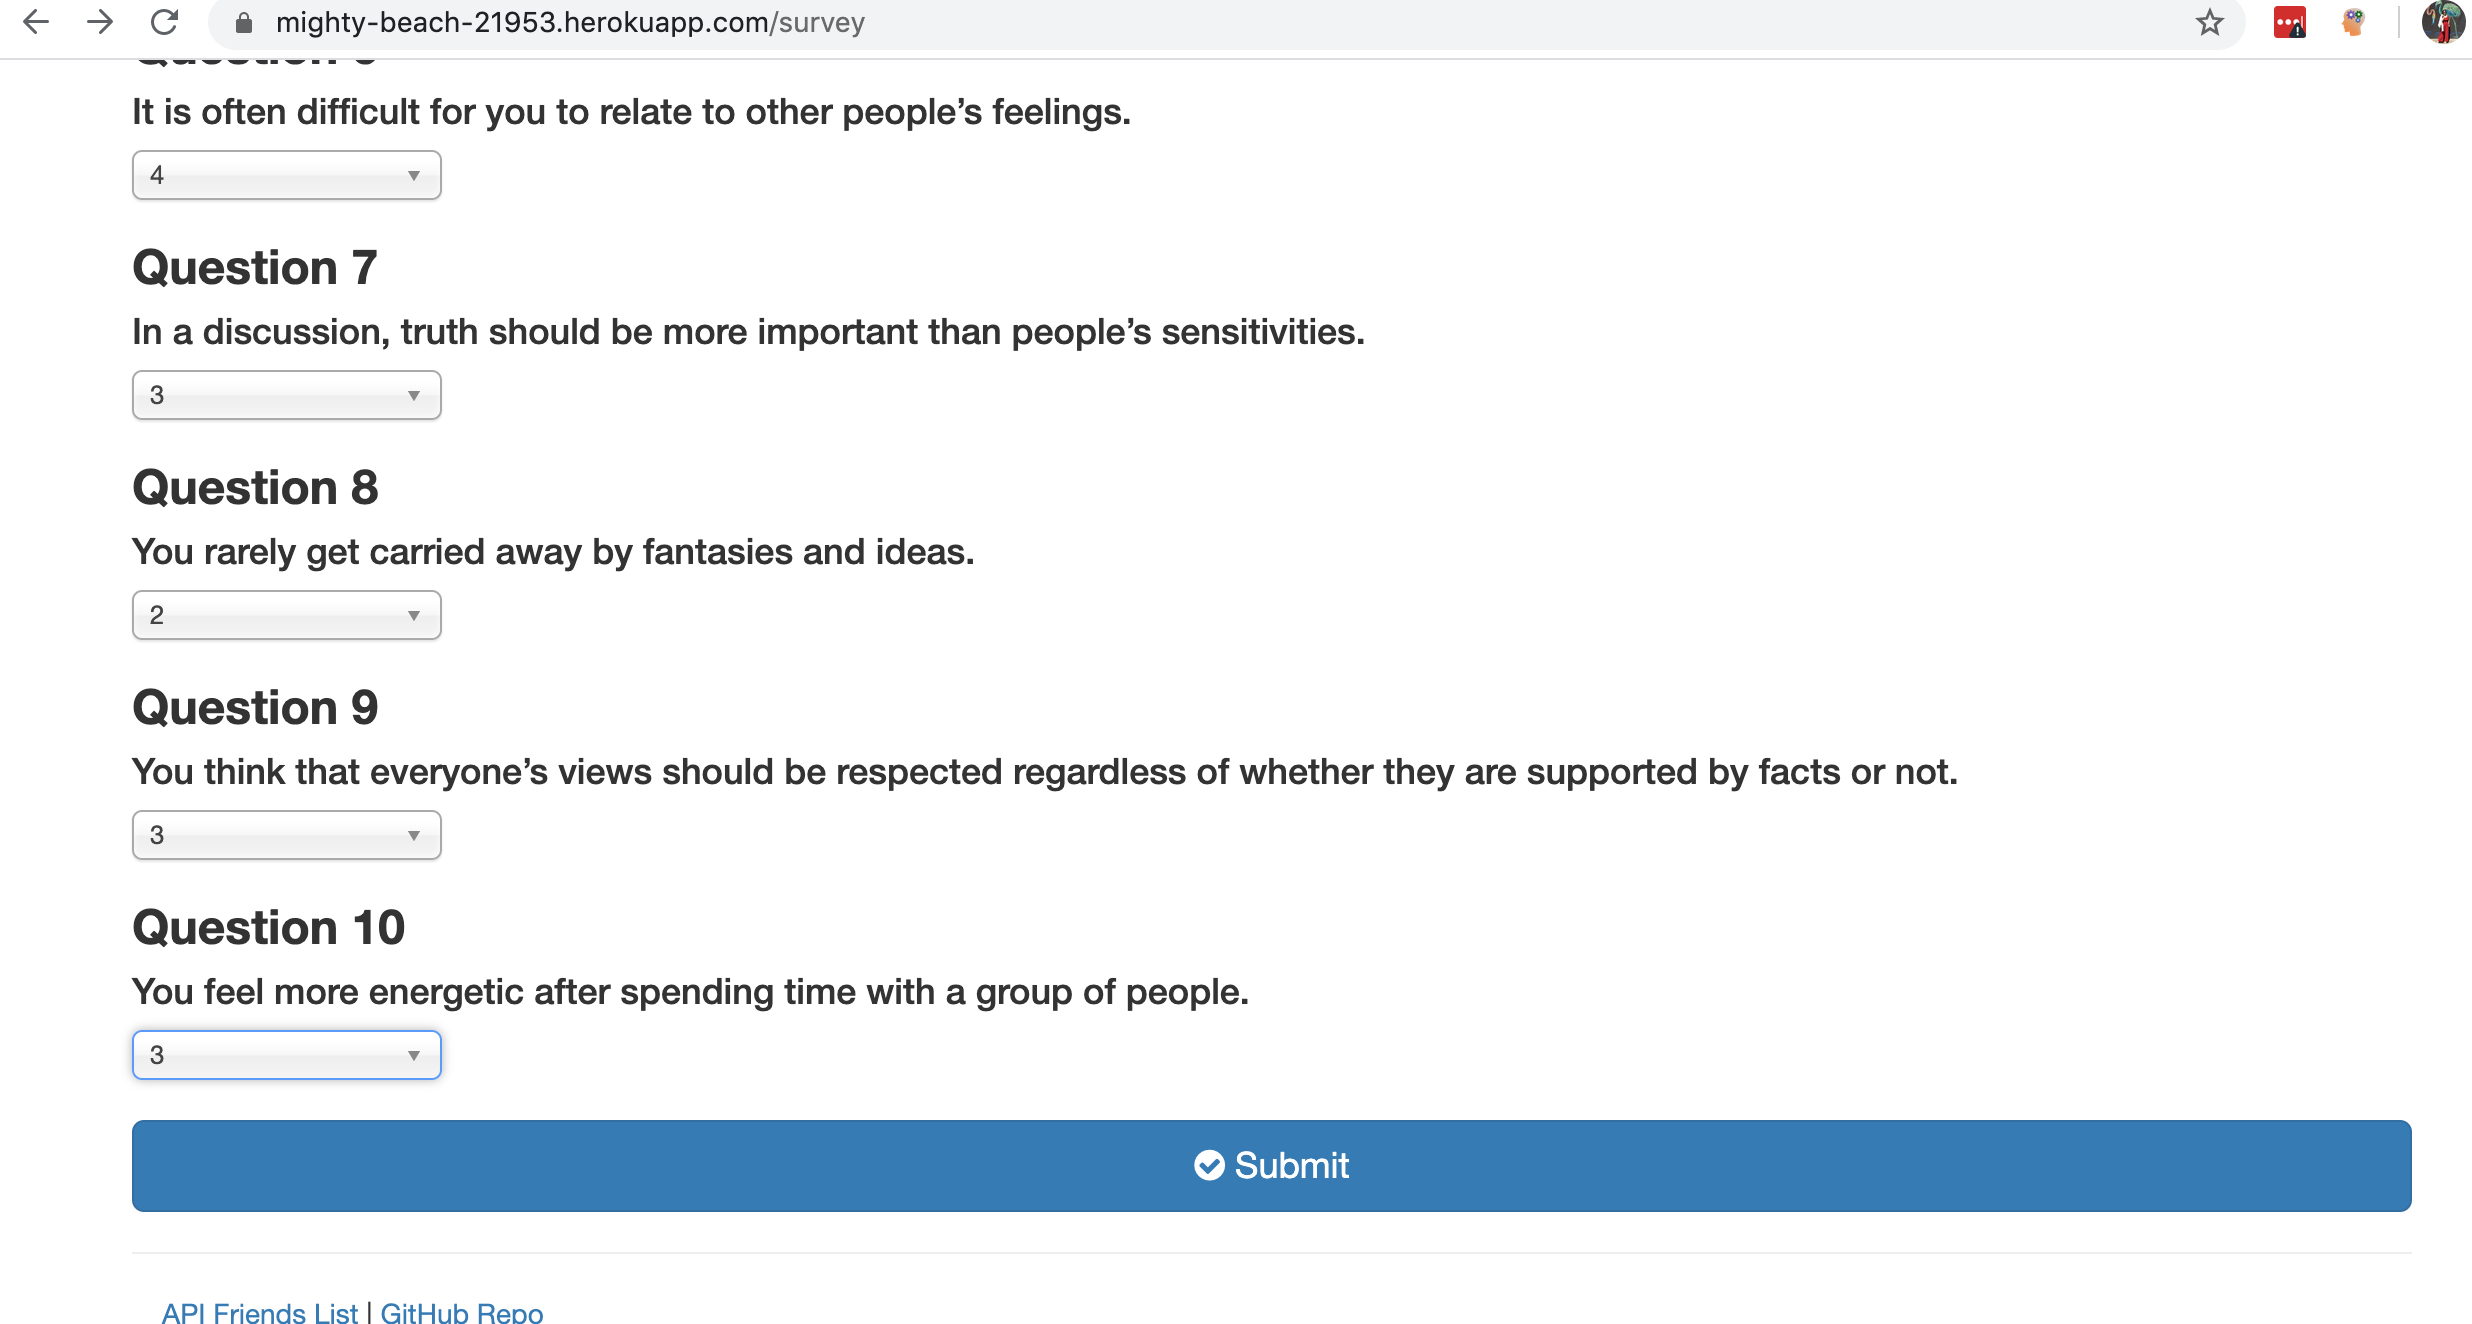 mighty-beach-21953.herokuapp.com/survey
It is often difficult for you to relate to other people’s feelings.
4
Question 7
In a discussion, truth should be more important than people’s sensitivities.
3
Question 8
You rarely get carried away by fantasies and ideas.
2
Question 9
You think that everyone’s views should be respected regardless of whether they are supported by facts or not.
3
Question 10
You feel more energetic after spending time with a group of people.
3
Submit
API Friends List | GitHub Repo